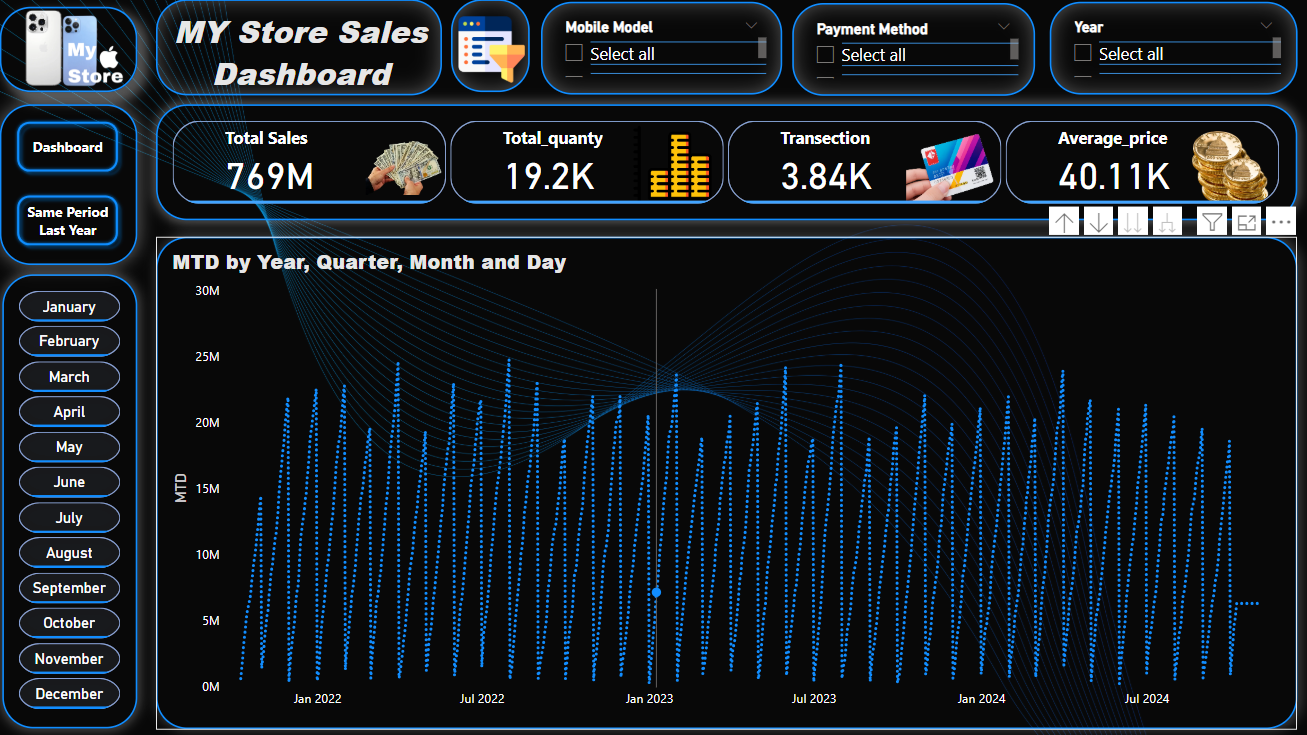 My
Store
MY Store Sales
Dashboard
Mobile Model
Select all
Payment Method
Select all
Year
Select all
Dashboard
Same Period
Last Year
Total Sales
769M
Total_quanty
19.2K
Transection
3.84K
Average_price
40.11K
January
February
March
April
May
June
July
August
September
October
November
December
MTD by Year, Quarter, Month and Day
MTD
30M
25M
20M
15M
10M
5M
0M
Jan 2022
Jul 2022
Jan 2023
Jul 2023
Jan 2024
Jul 2024